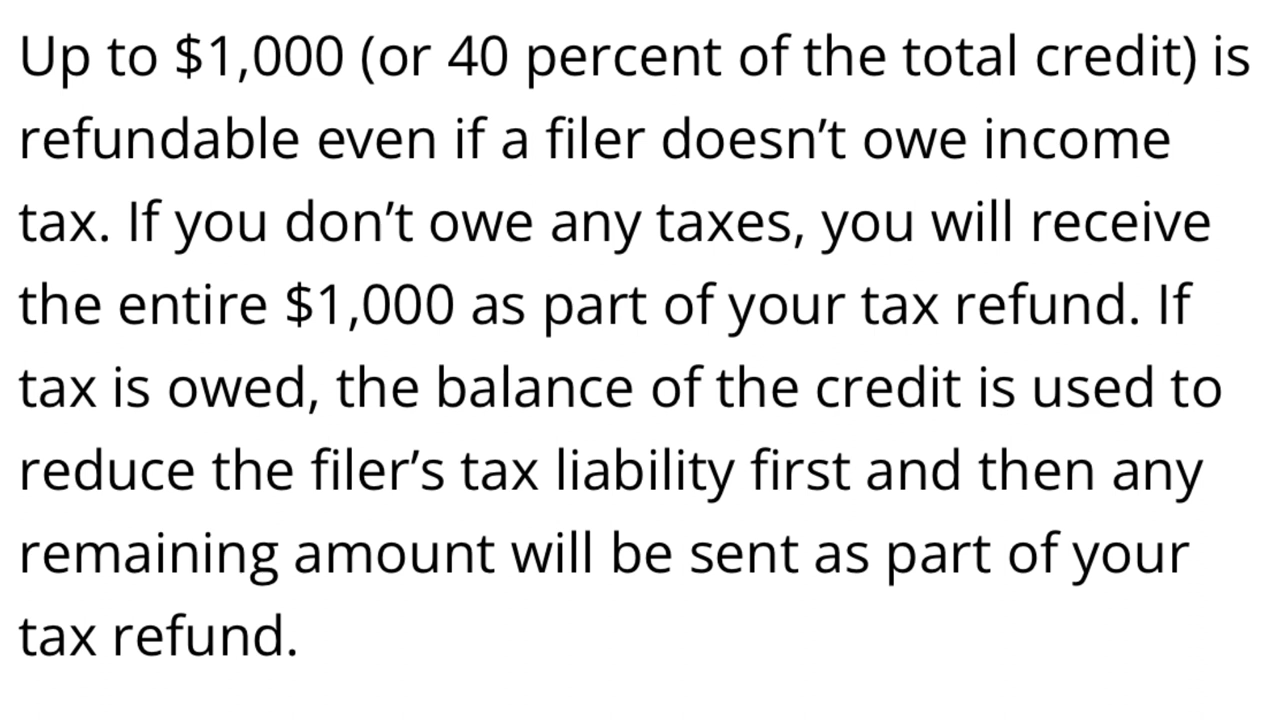 Up to $1,000 (or 40 percent of the total credit) is
refundable even if a filer doesn’t owe income
tax. If you don’t owe any taxes, you will receive
the entire $1,000 as part of your tax refund. If
tax is owed, the balance of the credit is used to
reduce the filer’s tax liability first and then any
remaining amount will be sent as part of your
tax refund.